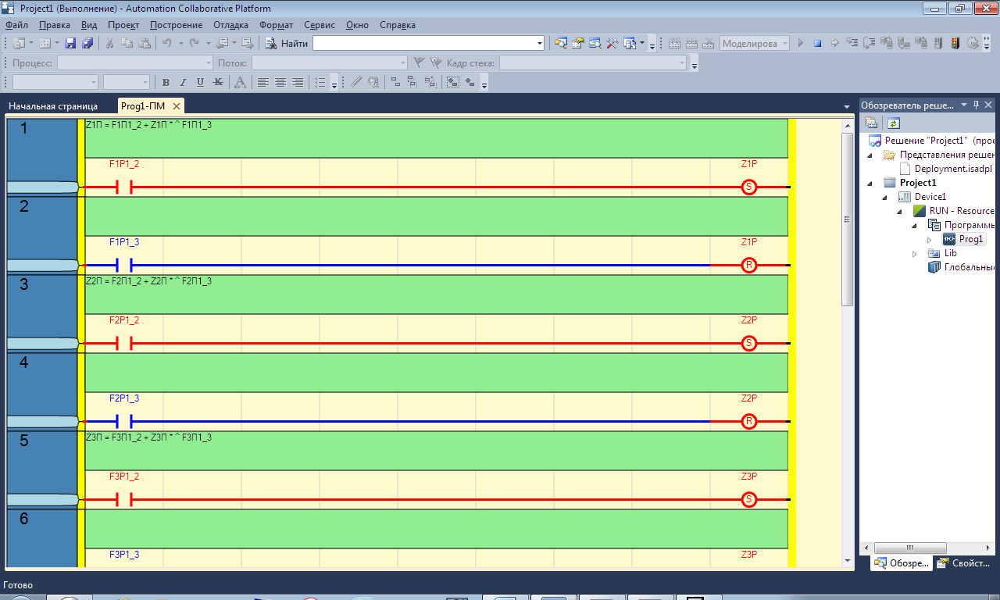 Project1 (Выполнение) - Automation Collaborative Platform
Файл Правка Вид Проект Построение Отладка Формат Сервис Окно Справка
Найти Моделирова
Процесс: Поток: Кадр стека:
B I U K A
Начальная страница Prog1-ПМ
1
Z1П = F1П1_2 + Z1П * ^ F1П1_3
F1P1_2 Z1P
S
2
F1P1_3 Z1P
R
3
Z2П = F2П1_2 + Z2П * ^ F2П1_3
F2P1_2 Z2P
S
4
F2P1_3 Z2P
R
5
Z3П = F3П1_2 + Z3П * ^ F3П1_3
F3P1_2 Z3P
S
6
F3P1_3 Z3P
Обозреватель реше...
Решение "Project1" (прое
Представления решен
Deployment.isadpl
Project1
Device1
RUN - Resource
Программы
Prog1
Lib
Глобальные
Обозре... Свойст...
Готово